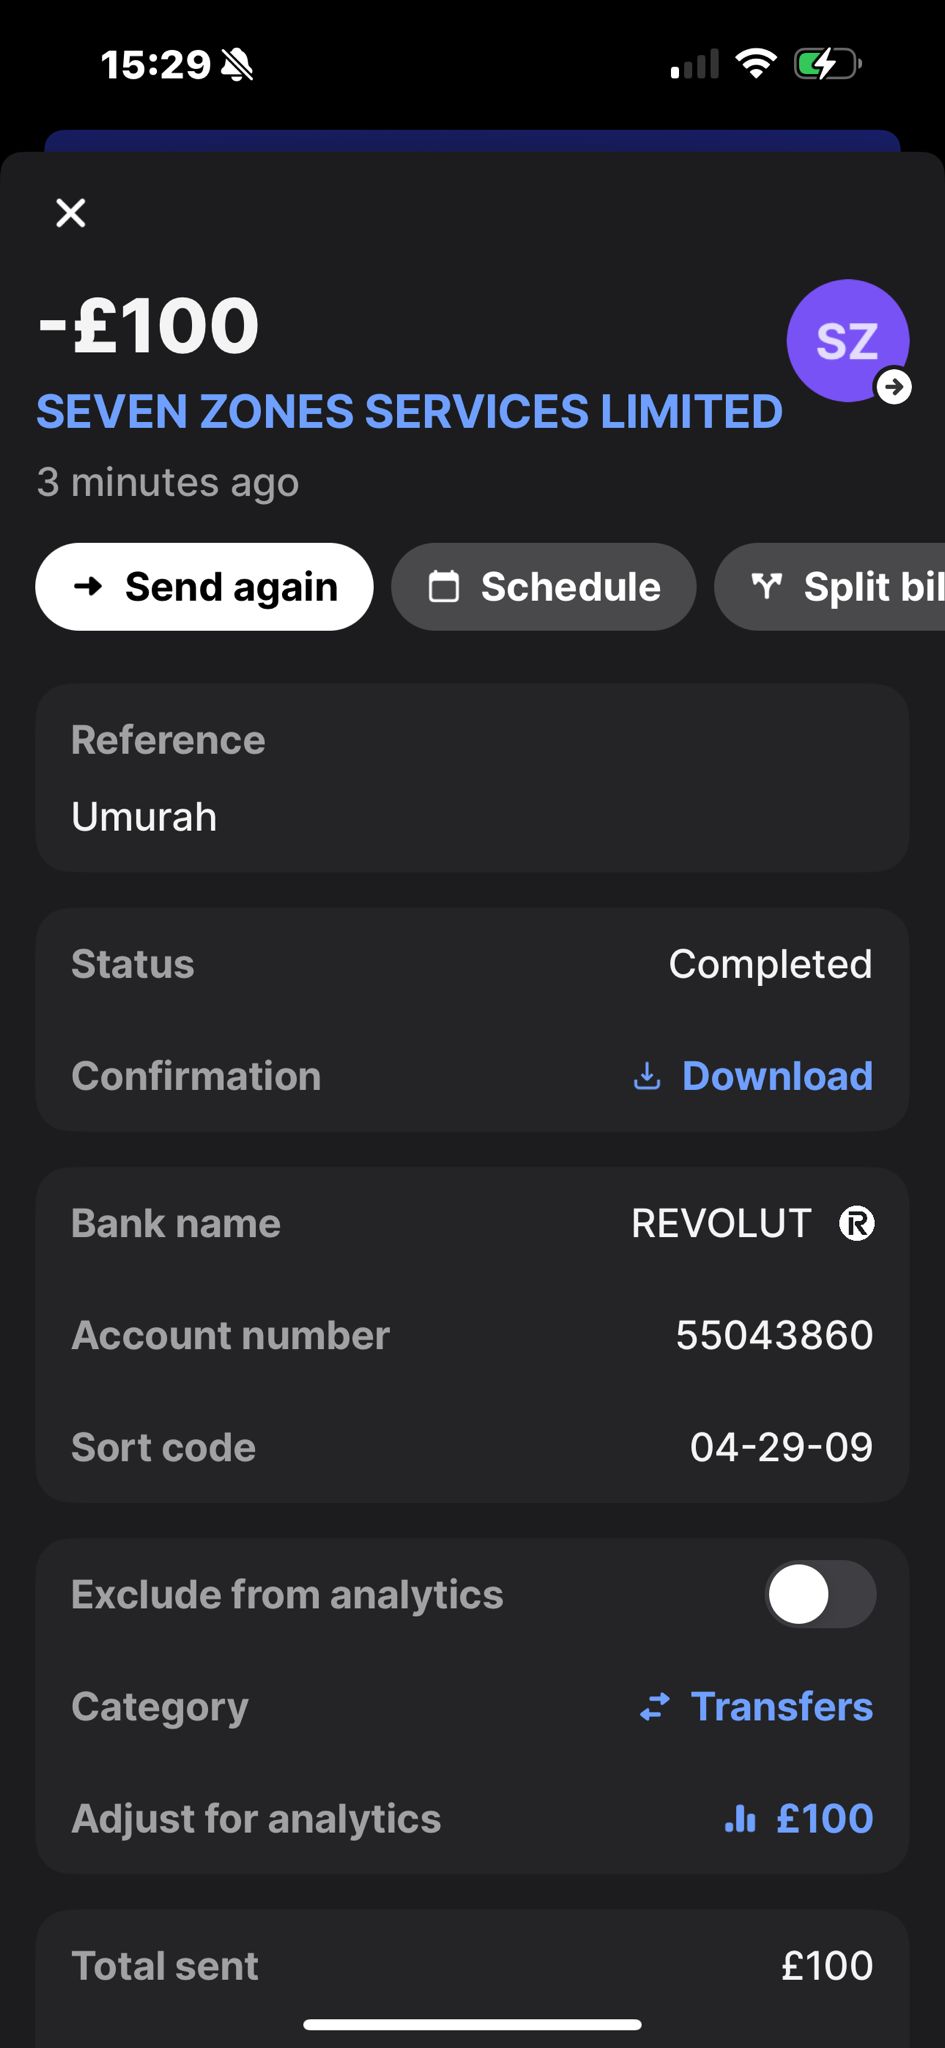 15:29
-£100
SZ
SEVEN ZONES SERVICES LIMITED
3 minutes ago
Send again
Schedule
Split bil
Reference
Umurah
Status Completed
Confirmation Download
Bank name REVOLUT R
Account number 55043860
Sort code 04-29-09
Exclude from analytics
Category Transfers
Adjust for analytics £100
Total sent £100